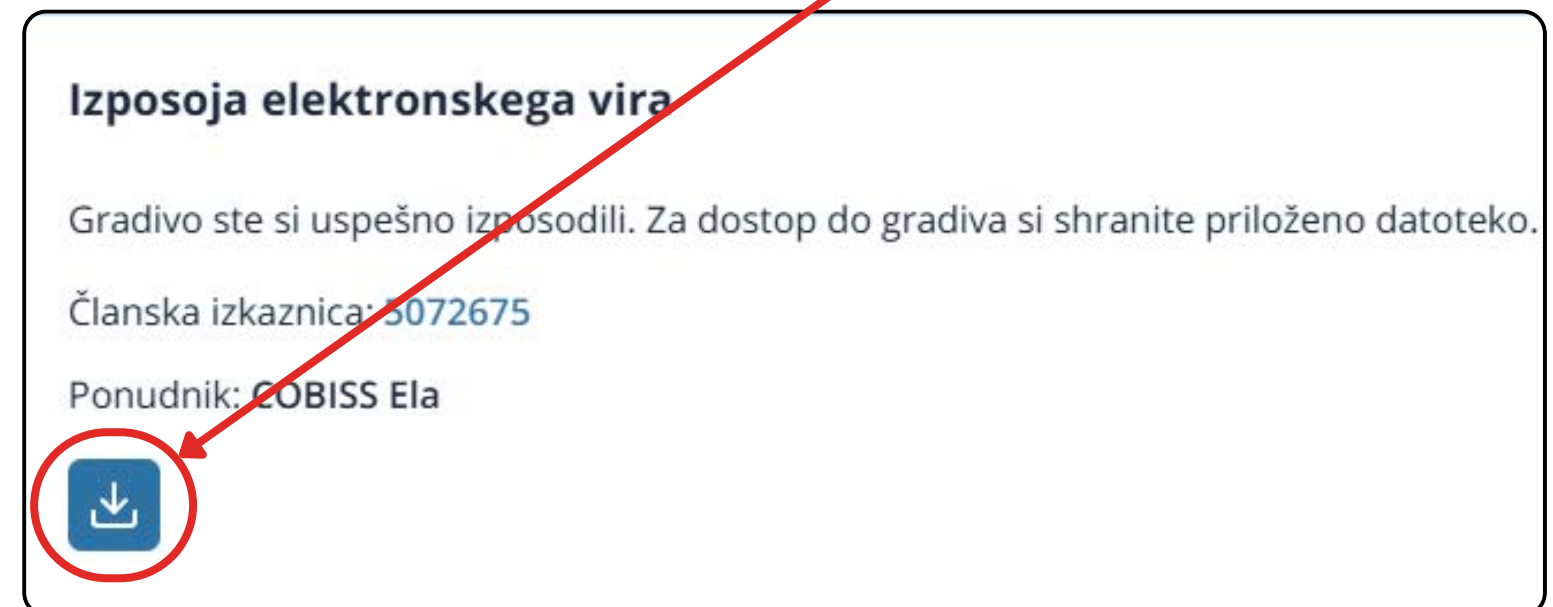 Izposoja elektronskega vira
Gradivo ste si uspešno izposodili. Za dostop do gradiva si shranite priloženo datoteko.
Članska izkaznica: 5072675
Ponudnik: COBISS Ela